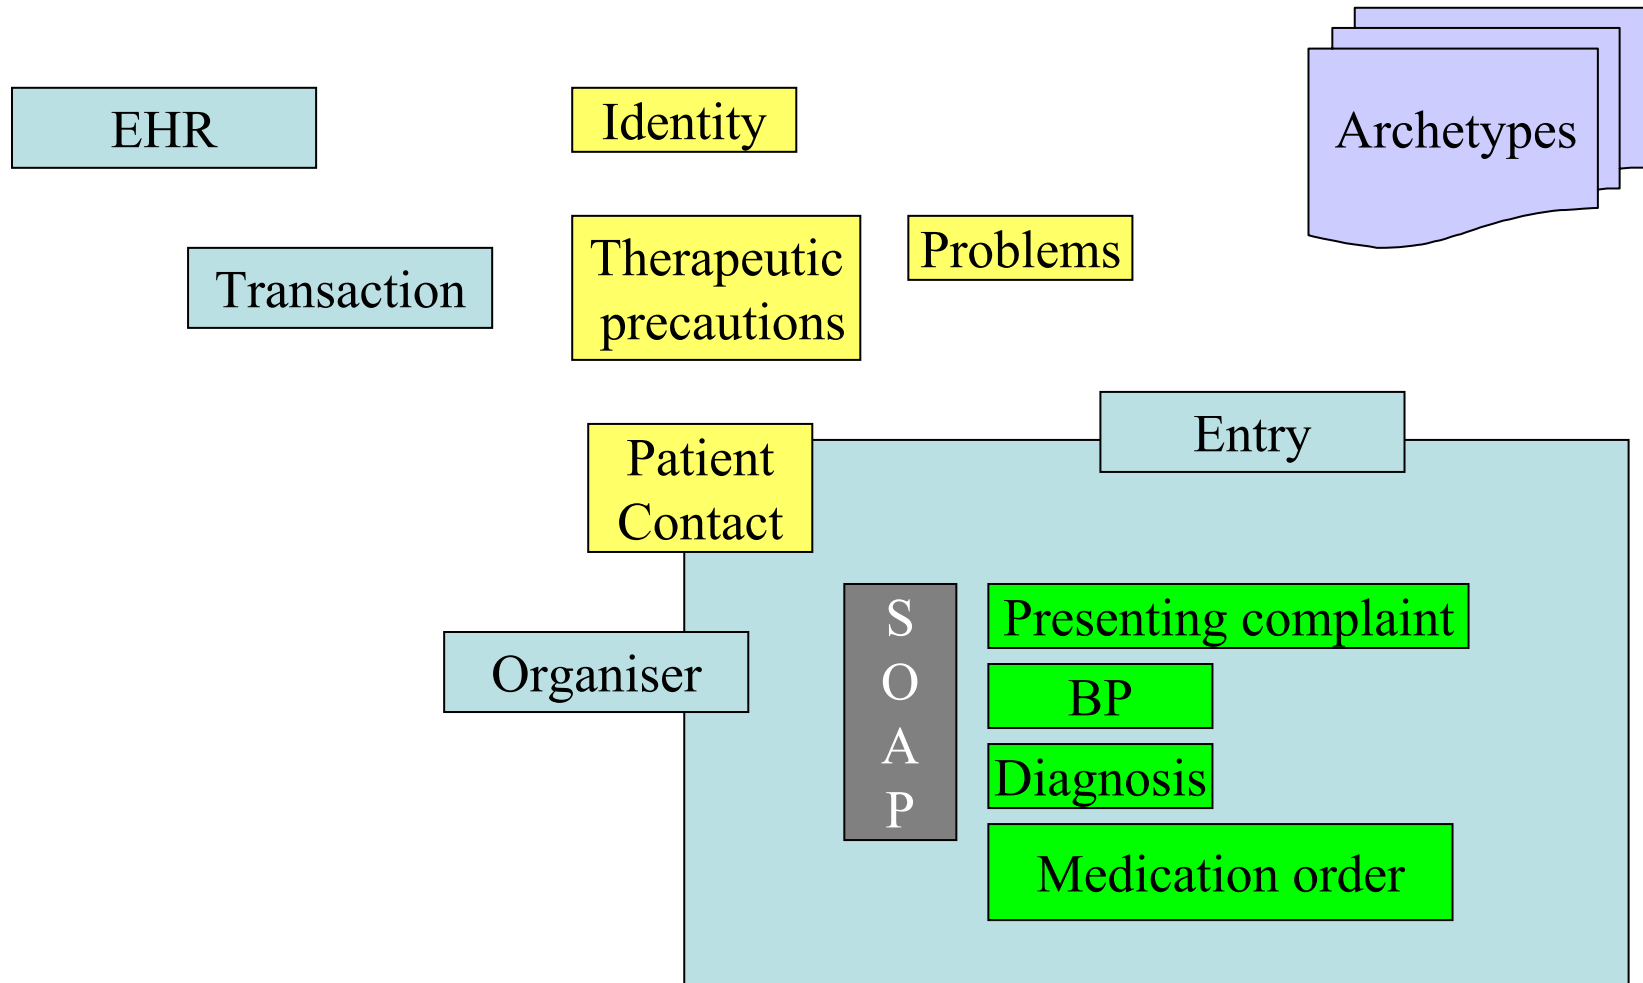 EHR
Identity
Archetypes
Transaction
Therapeutic
precautions
Problems
Entry
Patient
Contact
Organiser
S
O
A
P
Presenting complaint
BP
Diagnosis
Medication order